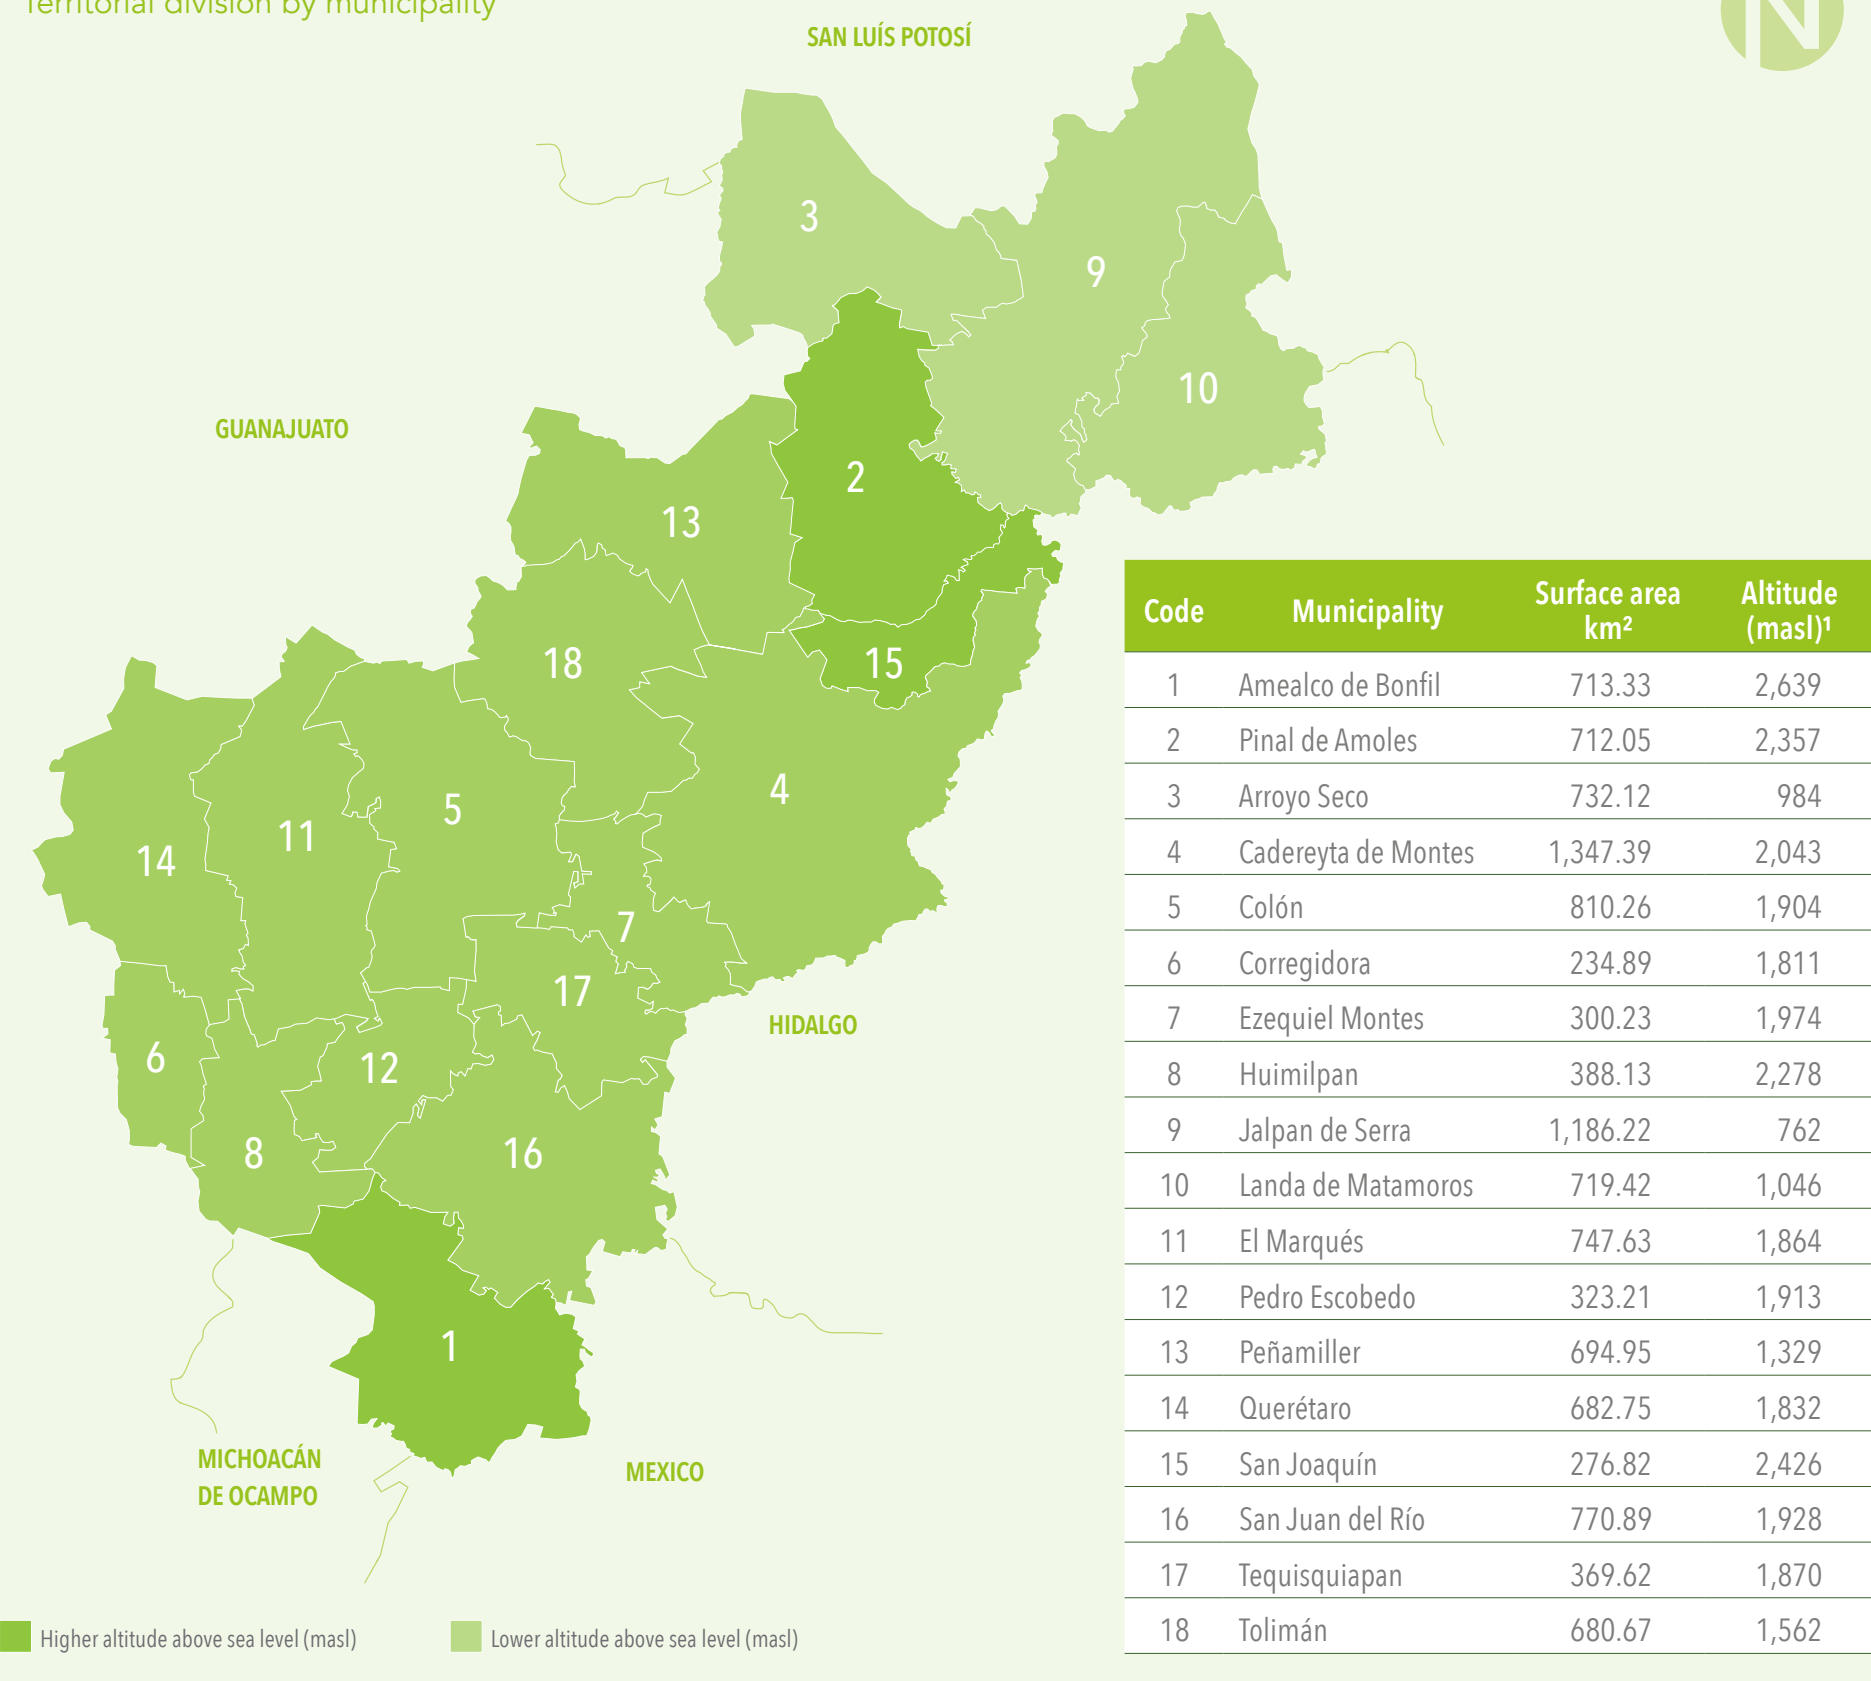 Territorial division by municipality
N
SAN LUÍS POTOSÍ
GUANAJUATO
HIDALGO
MICHOACÁN
DE OCAMPO
MEXICO
3
9
10
2
13
18
15
4
5
11
14
7
17
6
12
8
16
1
Higher altitude above sea level (masl)
Lower altitude above sea level (masl)
Code Municipality Surface area km² Altitude (masl)¹
1 Amealco de Bonfil 713.33 2,639
2 Pinal de Amoles 712.05 2,357
3 Arroyo Seco 732.12 984
4 Cadereyta de Montes 1,347.39 2,043
5 Colón 810.26 1,904
6 Corregidora 234.89 1,811
7 Ezequiel Montes 300.23 1,974
8 Huimilpan 388.13 2,278
9 Jalpan de Serra 1,186.22 762
10 Landa de Matamoros 719.42 1,046
11 El Marqués 747.63 1,864
12 Pedro Escobedo 323.21 1,913
13 Peñamiller 694.95 1,329
14 Querétaro 682.75 1,832
15 San Joaquín 276.82 2,426
16 San Juan del Río 770.89 1,928
17 Tequisquiapan 369.62 1,870
18 Tolimán 680.67 1,562